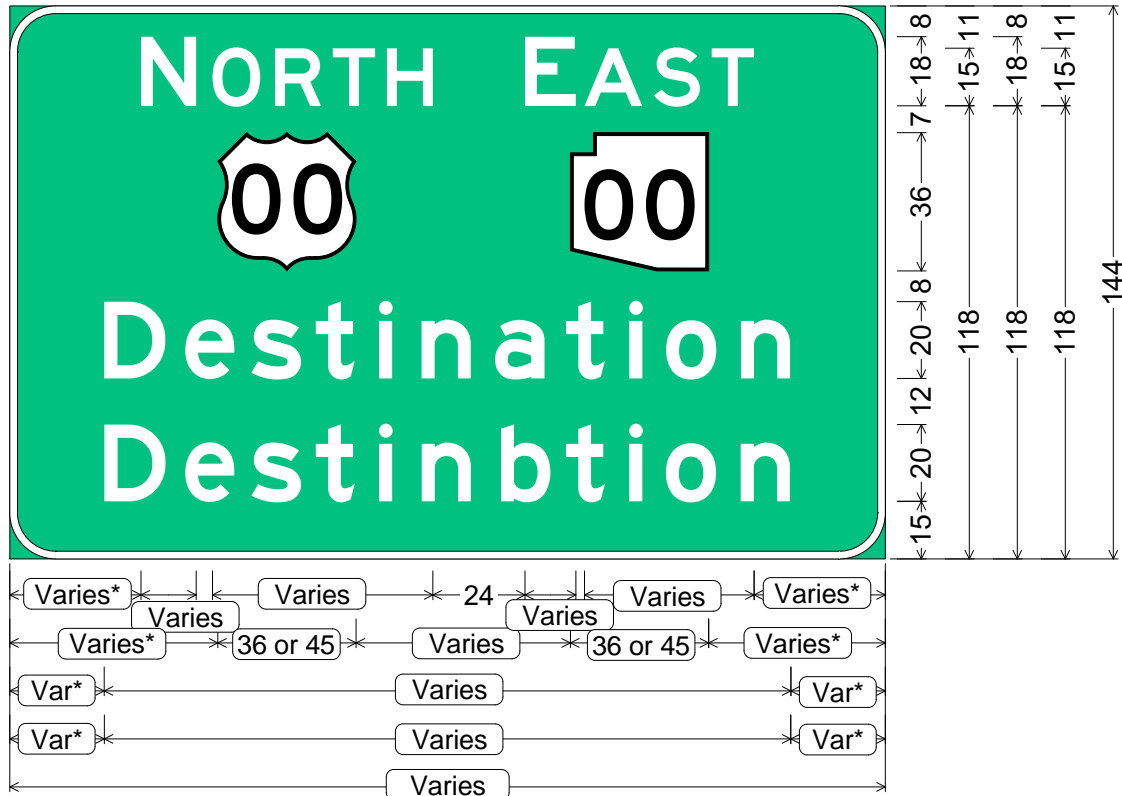 NORTH EAST
00 00
Destination
Destinbtion
8 11 8 11
18 15 18 15
7
36
8
20
12
20
15
118 118 118
144
Varies* Varies 24 Varies Varies*
Varies Varies
Varies* 36 or 45 Varies 36 or 45 Varies*
Var* Varies Var*
Var* Varies Var*
Varies